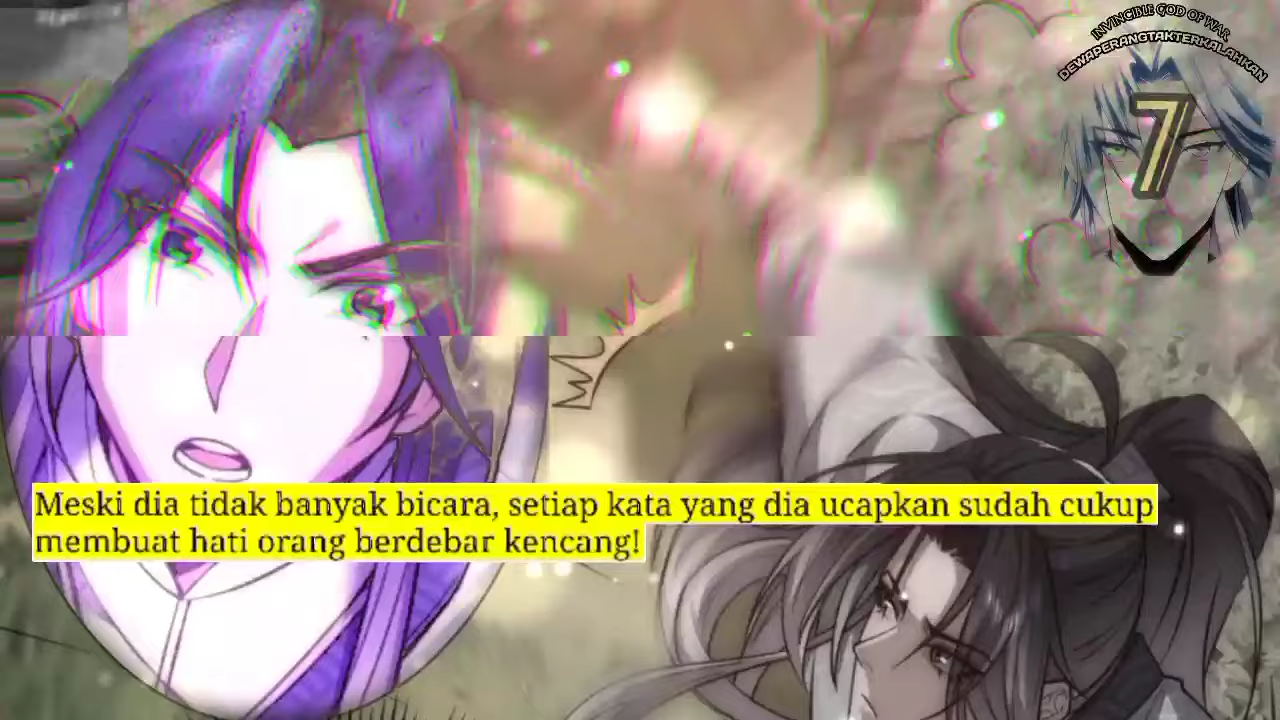 INVINCIBLE GOD OF WAR
DEWAPERANGTAKTERKALAHKAN
7
Meski dia tidak banyak bicara, setiap kata yang dia ucapkan sudah cukup
membuat hati orang berdebar kencang!